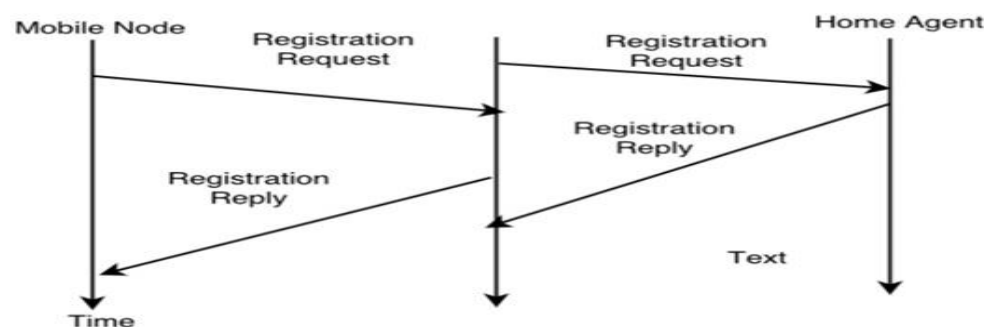 Mobile Node
Home Agent
Registration
Request
Registration
Request
Registration
Reply
Registration
Reply
Text
Time